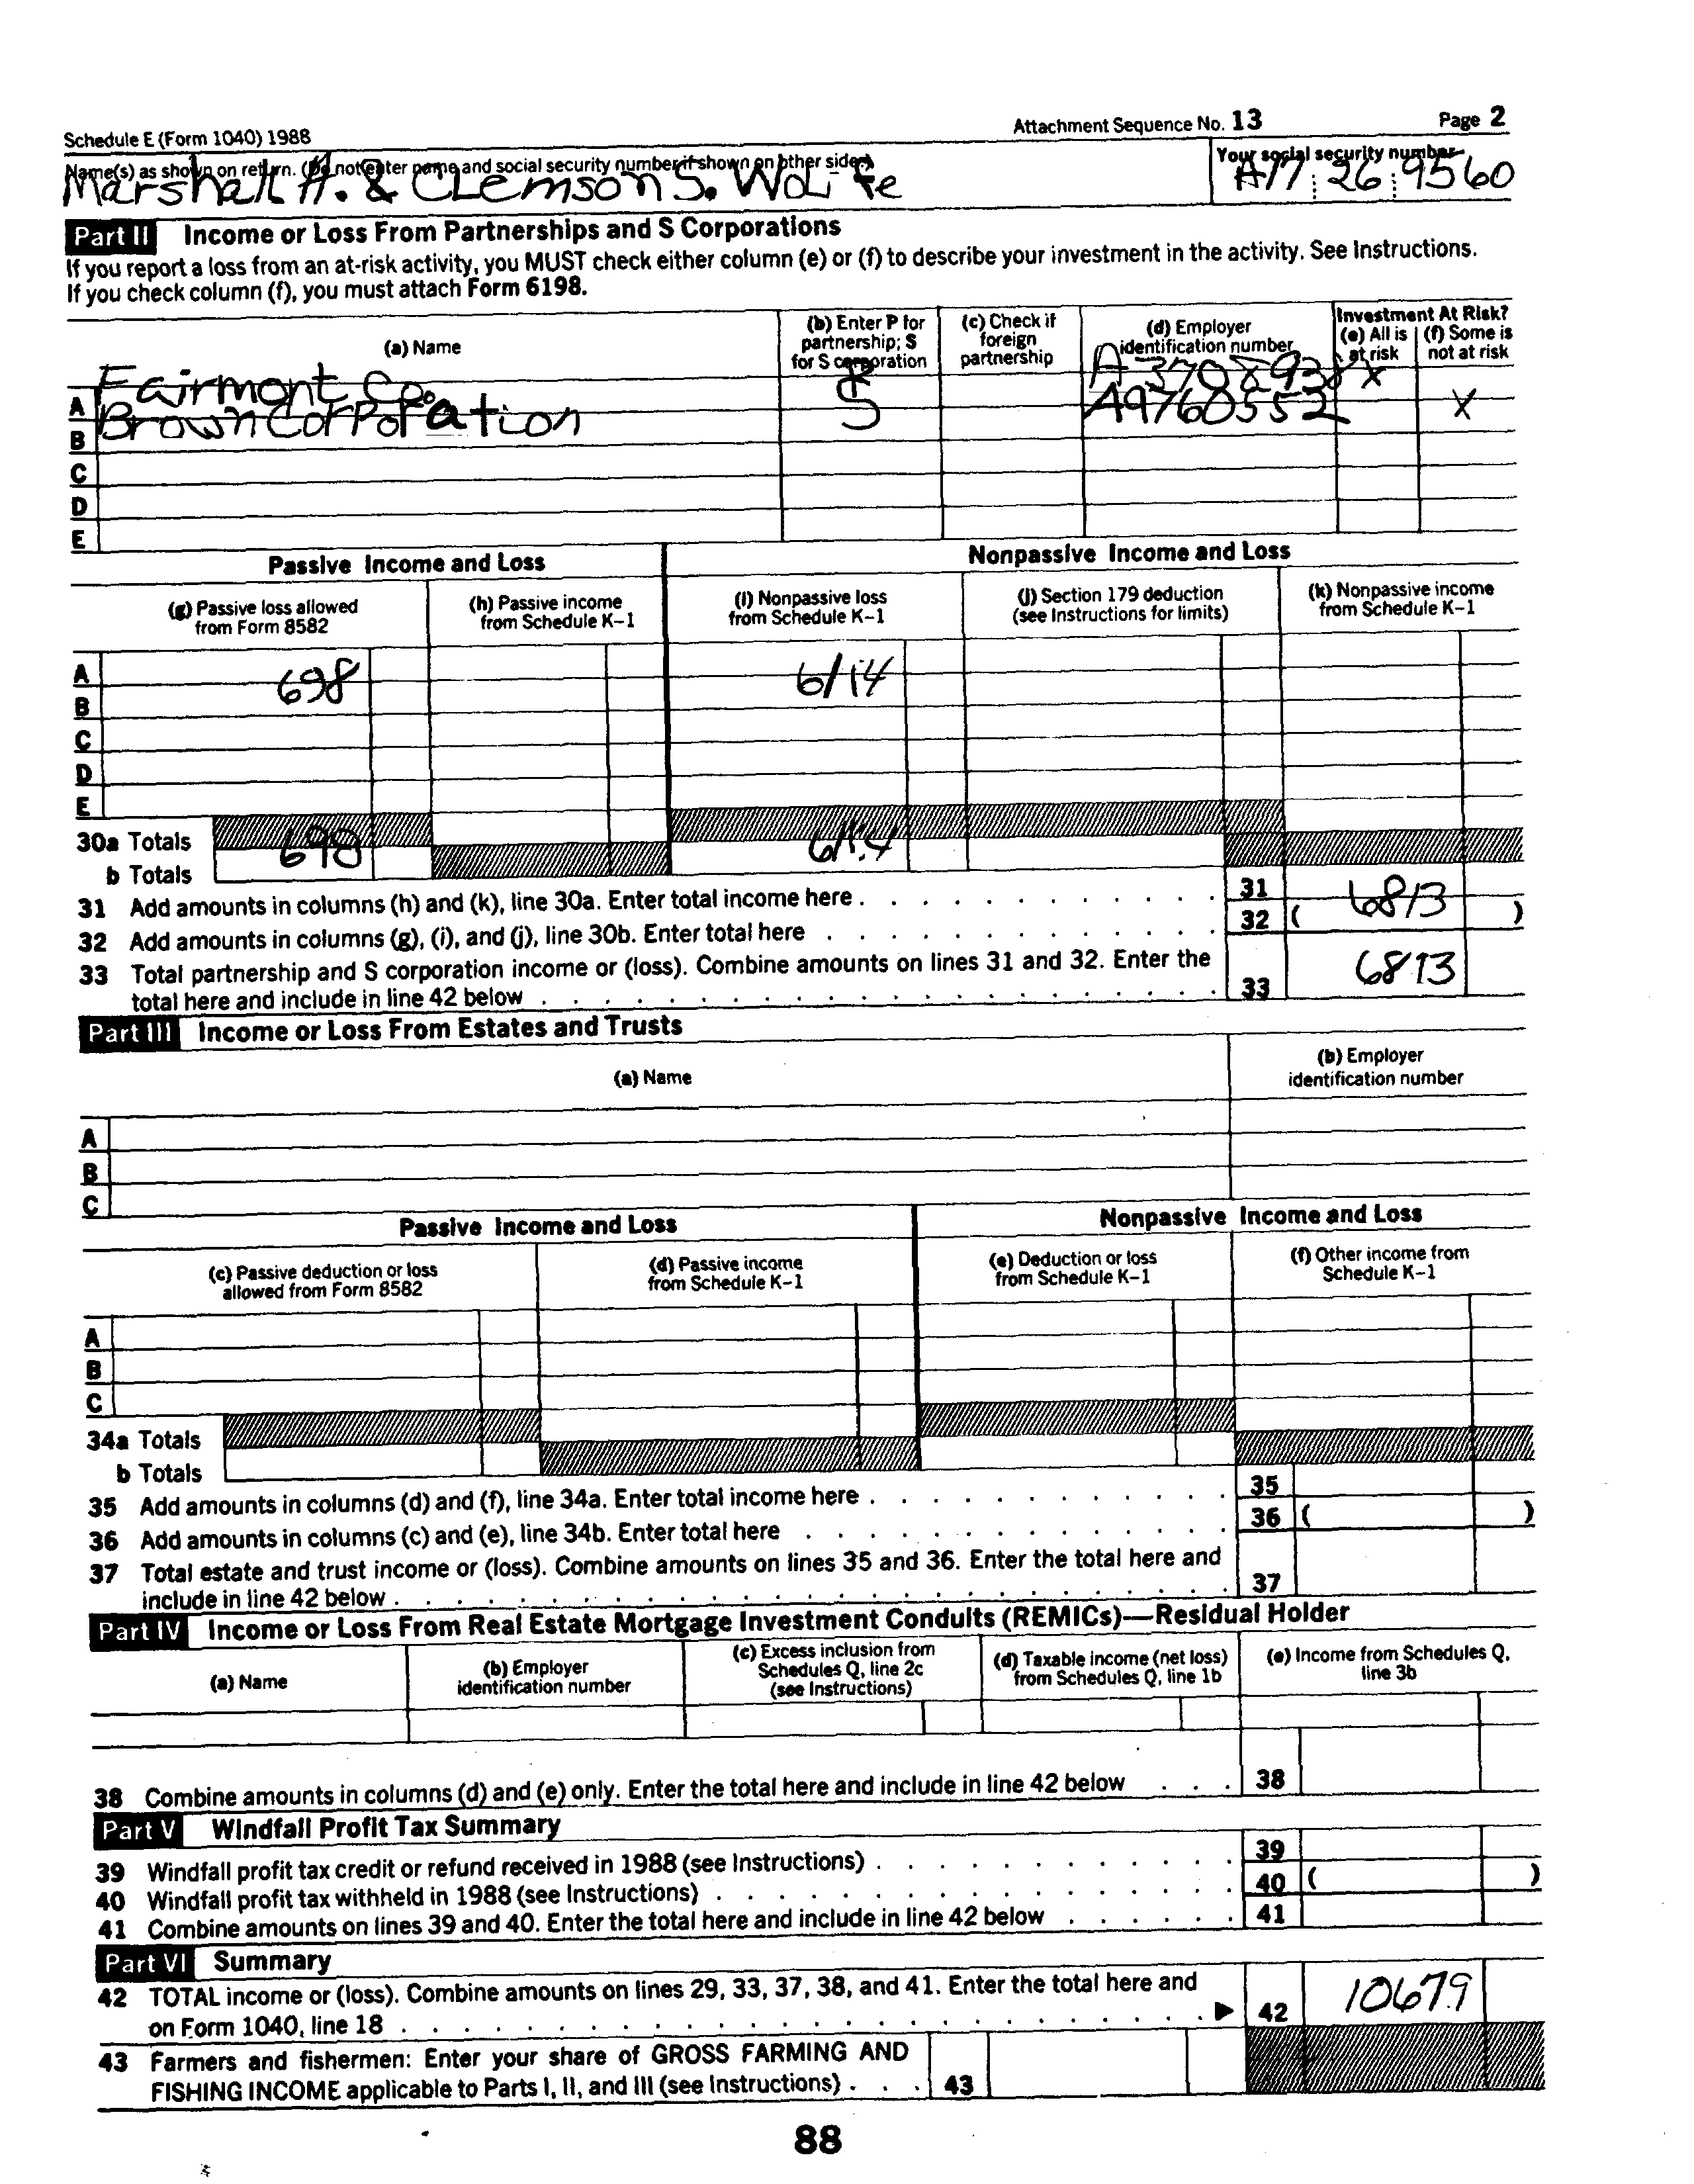 Schedule E (Form 1040) 1988 Attachment Sequence No. 13 Page 2
Name(s) as shown on return. (Do not enter name and social security number if shown on other side.) Your social security number
Marshall H. & Clemson S. Wolfe A17 26 9560
Part II Income or Loss From Partnerships and S Corporations
If you report a loss from an at-risk activity, you MUST check either column (e) or (f) to describe your investment in the activity. See Instructions.
If you check column (f), you must attach Form 6198.
(a) Name
(b) Enter P for partnership; S for S corporation
(c) Check if foreign partnership
(d) Employer identification number
Investment At Risk?
(e) All is at risk
(f) Some is not at risk
A Fairmont Co. X
B Brown Corporation S A9760552 X
C
D
E
Passive Income and Loss Nonpassive Income and Loss
(g) Passive loss allowed from Form 8582
(h) Passive income from Schedule K–1
(i) Nonpassive loss from Schedule K–1
(j) Section 179 deduction (see Instructions for limits)
(k) Nonpassive income from Schedule K–1
A 698 6114
B
C
D
E
30a Totals
b Totals 698 6114
31 Add amounts in columns (h) and (k), line 30a. Enter total income here 31
32 Add amounts in columns (g), (i), and (j), line 30b. Enter total here 32 ( 6813 )
33 Total partnership and S corporation income or (loss). Combine amounts on lines 31 and 32. Enter the
total here and include in line 42 below 33 6813
Part III Income or Loss From Estates and Trusts
(a) Name
(b) Employer identification number
A
B
C
Passive Income and Loss Nonpassive Income and Loss
(c) Passive deduction or loss allowed from Form 8582
(d) Passive income from Schedule K–1
(e) Deduction or loss from Schedule K–1
(f) Other income from Schedule K–1
A
B
C
34a Totals
b Totals
35 Add amounts in columns (d) and (f), line 34a. Enter total income here 35
36 Add amounts in columns (c) and (e), line 34b. Enter total here 36 ( )
37 Total estate and trust income or (loss). Combine amounts on lines 35 and 36. Enter the total here and
include in line 42 below 37
Part IV Income or Loss From Real Estate Mortgage Investment Conduits (REMICs)—Residual Holder
(a) Name
(b) Employer identification number
(c) Excess inclusion from Schedules Q, line 2c (see Instructions)
(d) Taxable income (net loss) from Schedules Q, line 1b
(e) Income from Schedules Q, line 3b
38 Combine amounts in columns (d) and (e) only. Enter the total here and include in line 42 below 38
Part V Windfall Profit Tax Summary
39 Windfall profit tax credit or refund received in 1988 (see Instructions) 39
40 Windfall profit tax withheld in 1988 (see Instructions) 40 ( )
41 Combine amounts on lines 39 and 40. Enter the total here and include in line 42 below 41
Part VI Summary
42 TOTAL income or (loss). Combine amounts on lines 29, 33, 37, 38, and 41. Enter the total here and
on Form 1040, line 18 ▶ 42 10679
43 Farmers and fishermen: Enter your share of GROSS FARMING AND
FISHING INCOME applicable to Parts I, II, and III (see Instructions) 43
88